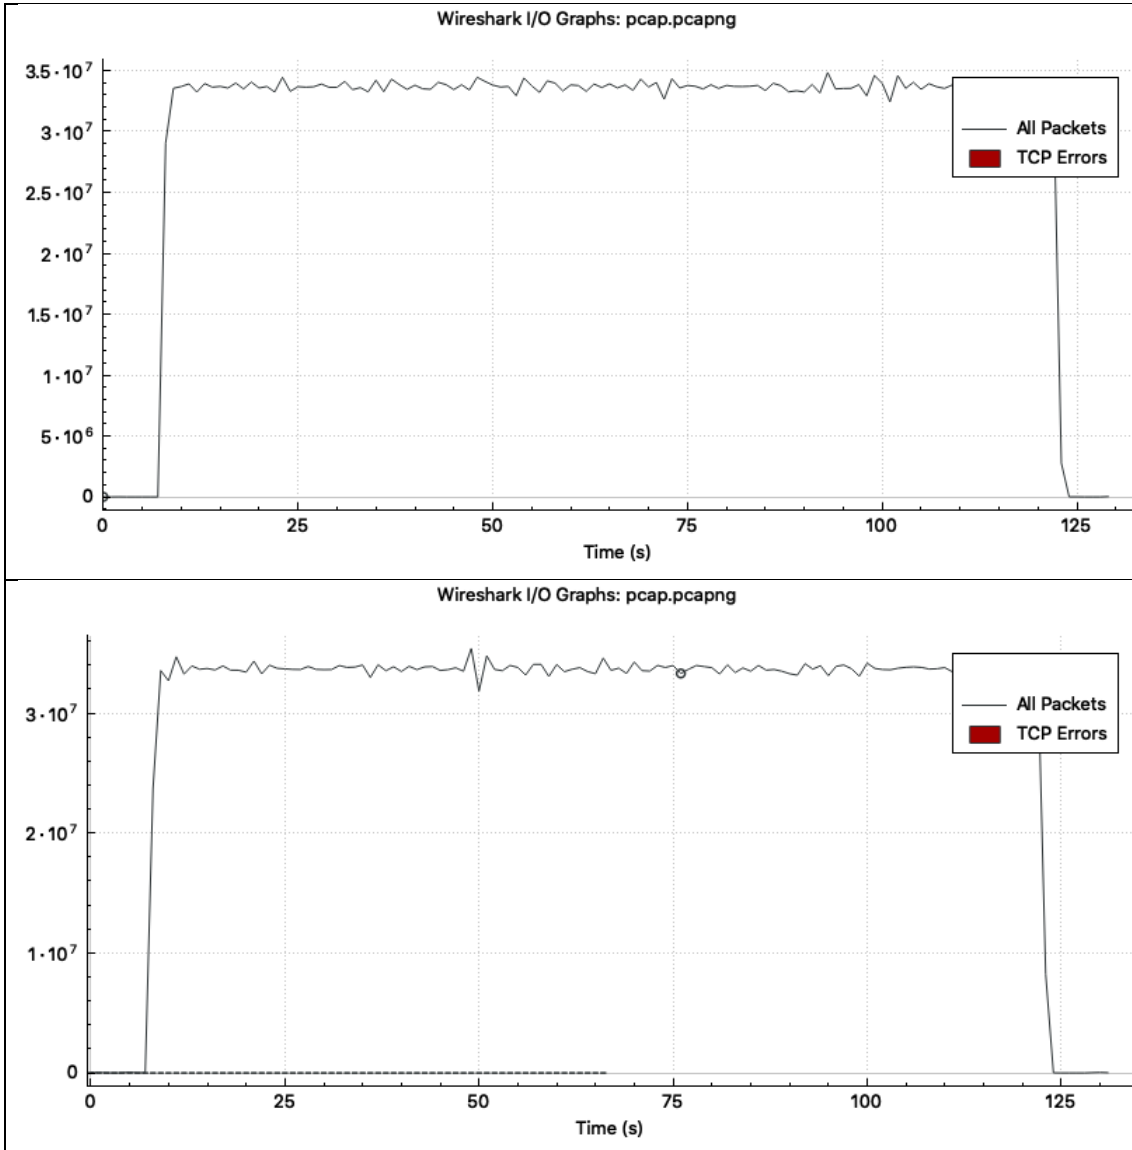 Wireshark I/O Graphs: pcap.pcapng
3.5·10⁷
3·10⁷
2.5·10⁷
2·10⁷
1.5·10⁷
1·10⁷
5·10⁶
0
All Packets
TCP Errors
0 25 50 75 100 125
Time (s)
Wireshark I/O Graphs: pcap.pcapng
3·10⁷
2·10⁷
1·10⁷
0
All Packets
TCP Errors
0 25 50 75 100 125
Time (s)